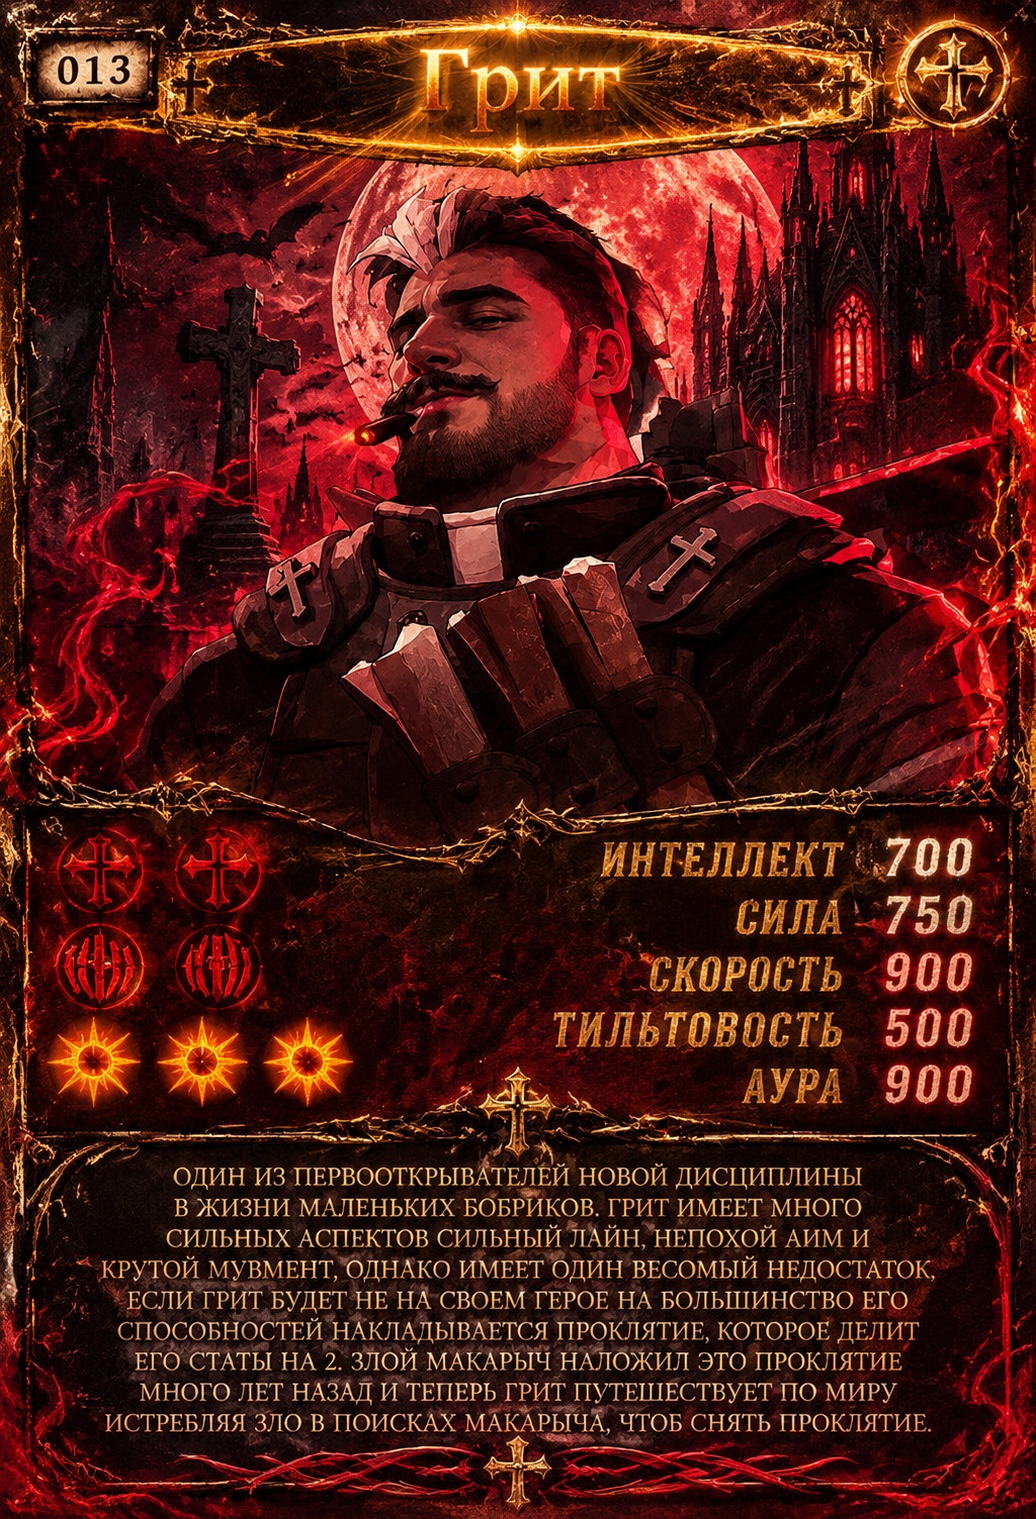 013
Грит
ИНТЕЛЛЕКТ 700
СИЛА 750
СКОРОСТЬ 900
ТИЛЬТОВОСТЬ 500
АУРА 900
ОДИН ИЗ ПЕРВООТКРЫВАТЕЛЕЙ НОВОЙ ДИСЦИПЛИНЫ
В ЖИЗНИ МАЛЕНЬКИХ БОБРИКОВ. ГРИТ ИМЕЕТ МНОГО
СИЛЬНЫХ АСПЕКТОВ СИЛЬНЫЙ ЛАЙН, НЕПОХОЙ АИМ И
КРУТОЙ МУВМЕНТ, ОДНАКО ИМЕЕТ ОДИН ВЕСОМЫЙ НЕДОСТАТОК,
ЕСЛИ ГРИТ БУДЕТ НЕ НА СВОЕМ ГЕРОЕ НА БОЛЬШИНСТВО ЕГО
СПОСОБНОСТЕЙ НАКЛАДЫВАЕТСЯ ПРОКЛЯТИЕ, КОТОРОЕ ДЕЛИТ
ЕГО СТАТЫ НА 2. ЗЛОЙ МАКАРЫЧ НАЛОЖИЛ ЭТО ПРОКЛЯТИЕ
МНОГО ЛЕТ НАЗАД И ТЕПЕРЬ ГРИТ ПУТЕШЕСТВУЕТ ПО МИРУ
ИСТРЕБЛЯЯ ЗЛО В ПОИСКАХ МАКАРЫЧА, ЧТОБ СНЯТЬ ПРОКЛЯТИЕ.